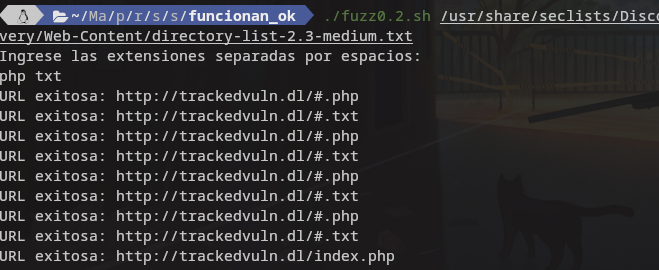 ~/Ma/p/r/s/s/funcionan_ok ./fuzz0.2.sh /usr/share/seclists/Disco
very/Web-Content/directory-list-2.3-medium.txt
Ingrese las extensiones separadas por espacios:
php txt
URL exitosa: http://trackedvuln.dl/#.php
URL exitosa: http://trackedvuln.dl/#.txt
URL exitosa: http://trackedvuln.dl/#.php
URL exitosa: http://trackedvuln.dl/#.txt
URL exitosa: http://trackedvuln.dl/#.php
URL exitosa: http://trackedvuln.dl/#.txt
URL exitosa: http://trackedvuln.dl/#.php
URL exitosa: http://trackedvuln.dl/#.txt
URL exitosa: http://trackedvuln.dl/index.php